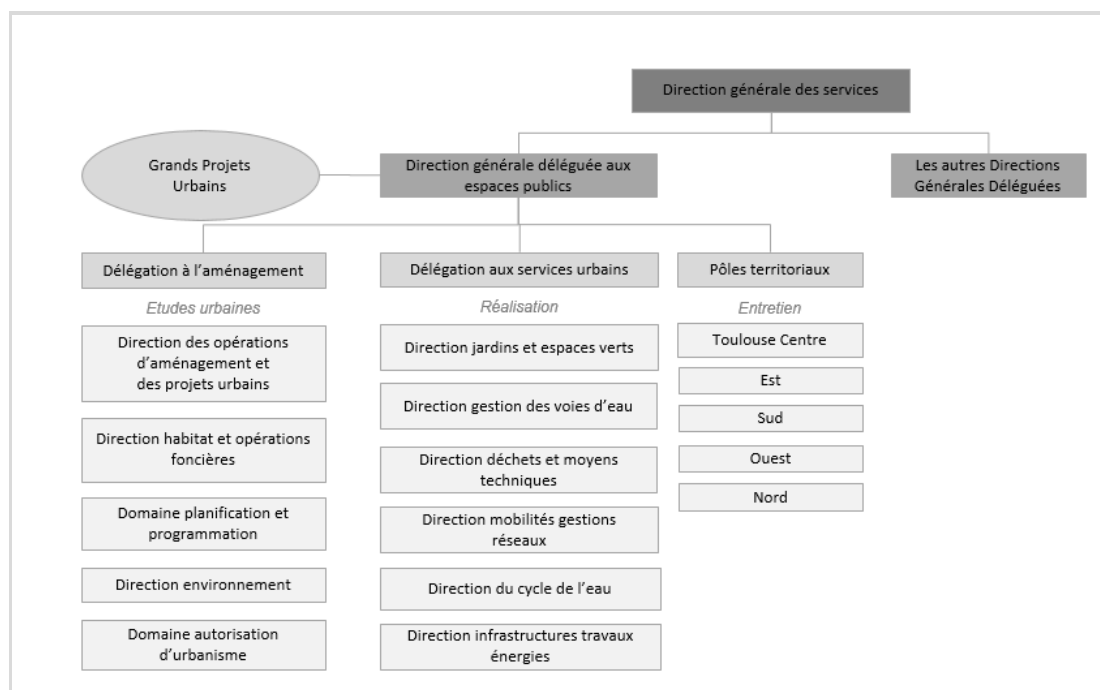 Direction générale des services
Grands Projets
Urbains
Direction générale déléguée aux
espaces publics
Les autres Directions
Générales Déléguées
Délégation à l'aménagement
Etudes urbaines
Direction des opérations
d'aménagement et
des projets urbains
Direction habitat et opérations
foncières
Domaine planification et
programmation
Direction environnement
Domaine autorisation
d'urbanisme
Délégation aux services urbains
Réalisation
Direction jardins et espaces verts
Direction gestion des voies d'eau
Direction déchets et moyens
techniques
Direction mobilités gestions
réseaux
Direction du cycle de l'eau
Direction infrastructures travaux
énergies
Pôles territoriaux
Entretien
Toulouse Centre
Est
Sud
Ouest
Nord